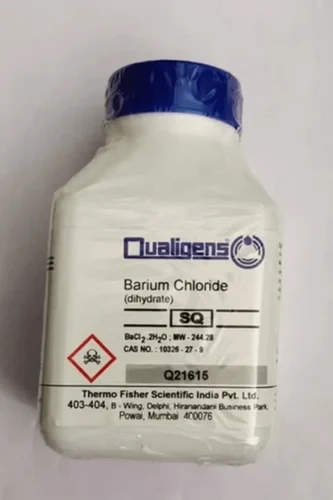 Qualigens
Barium Chloride
(dihydrate)
SQ
BaCl₂.2H₂O ; MW - 244.28
CAS NO. : 10326 - 27 - 9
Q21615
Thermo Fisher Scientific India Pvt. Ltd.
403-404, B - Wing, Delphi, Hiranandani Business Park,
Powai, Mumbai 400076